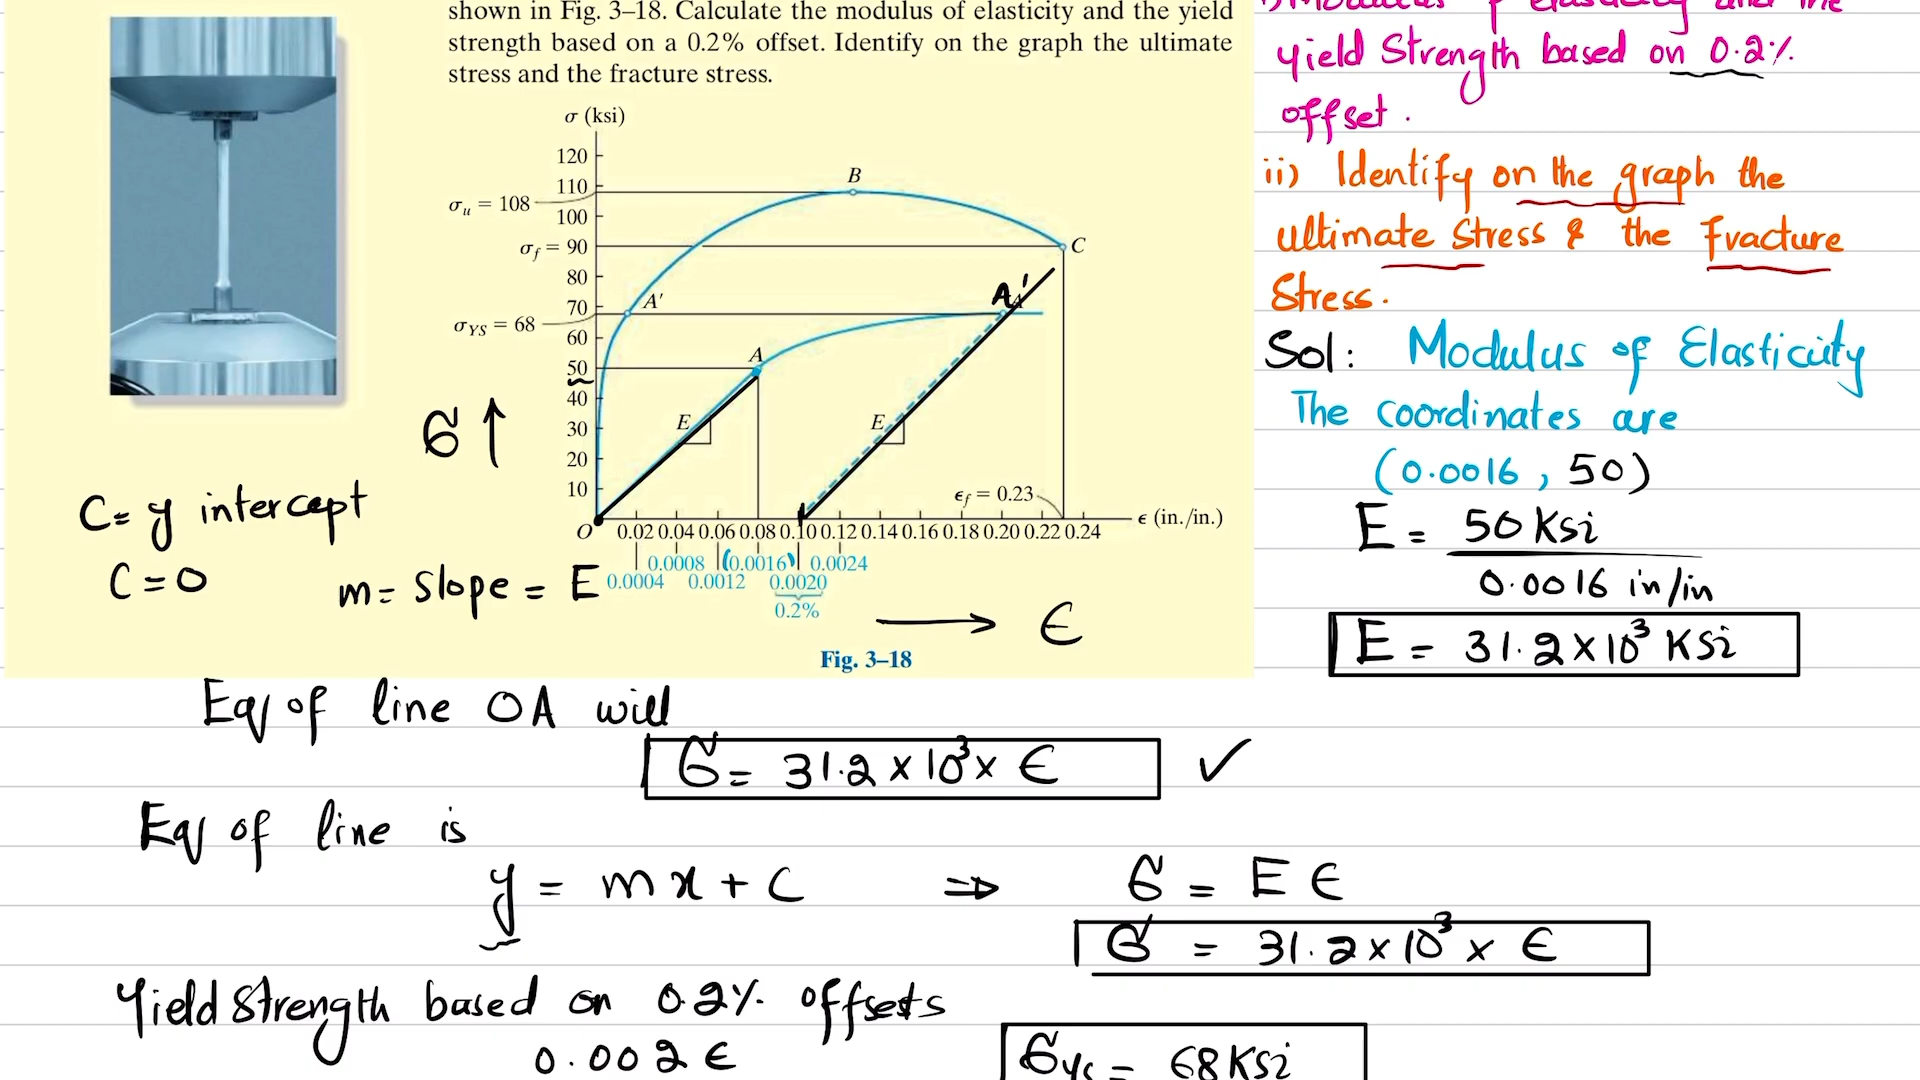 shown in Fig. 3–18. Calculate the modulus of elasticity and the yield
strength based on a 0.2% offset. Identify on the graph the ultimate
stress and the fracture stress.
σ (ksi)
120
110
σu = 108
100
σf = 90
80
70
σYS = 68
60
50
40
30
20
10
B
C
A'
A'
A
E
E
ϵf = 0.23
ϵ (in./in.)
O 0.02 0.04 0.06 0.08 0.10 0.12 0.14 0.16 0.18 0.20 0.22 0.24
0.0008 (0.0016) 0.0024
0.0004 0.0012 0.0020
0.2%
Fig. 3–18
σ ↑
C = y intercept
C = 0
m = Slope = E
→ ϵ
Yield Strength based on 0.2%
offset.
ii) Identify on the graph the
ultimate Stress & the Fracture
Stress.
Sol: Modulus of Elasticity
The coordinates are
(0.0016, 50)
E = 50 Ksi
0.0016 in/in
E = 31.2 × 10³ Ksi
Eq of line OA will
σ = 31.2 × 10³ × ϵ ✓
Eq of line is
y = mx + C ⇒ σ = E ϵ
σ = 31.2 × 10³ × ϵ
Yield Strength based on 0.2% offsets
0.002 ϵ
σYS = 68 Ksi